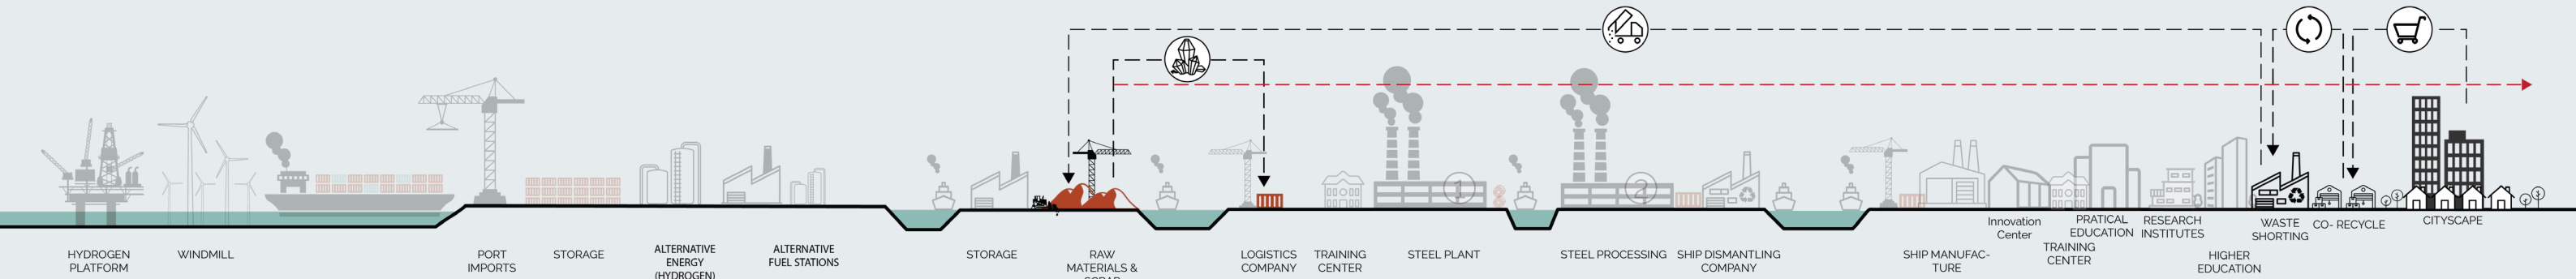 1
2
HYDROGEN
PLATFORM
WINDMILL
PORT
IMPORTS
STORAGE
ALTERNATIVE
ENERGY
(HYDROGEN)
ALTERNATIVE
FUEL STATIONS
STORAGE
RAW
MATERIALS &
LOGISTICS
COMPANY
TRAINING
CENTER
STEEL PLANT
STEEL PROCESSING
SHIP DISMANTLING
COMPANY
SHIP MANUFAC-
TURE
Innovation
Center
PRATICAL
EDUCATION
TRAINING
CENTER
RESEARCH
INSTITUTES
HIGHER
EDUCATION
WASTE
SHORTING
CO- RECYCLE
CITYSCAPE